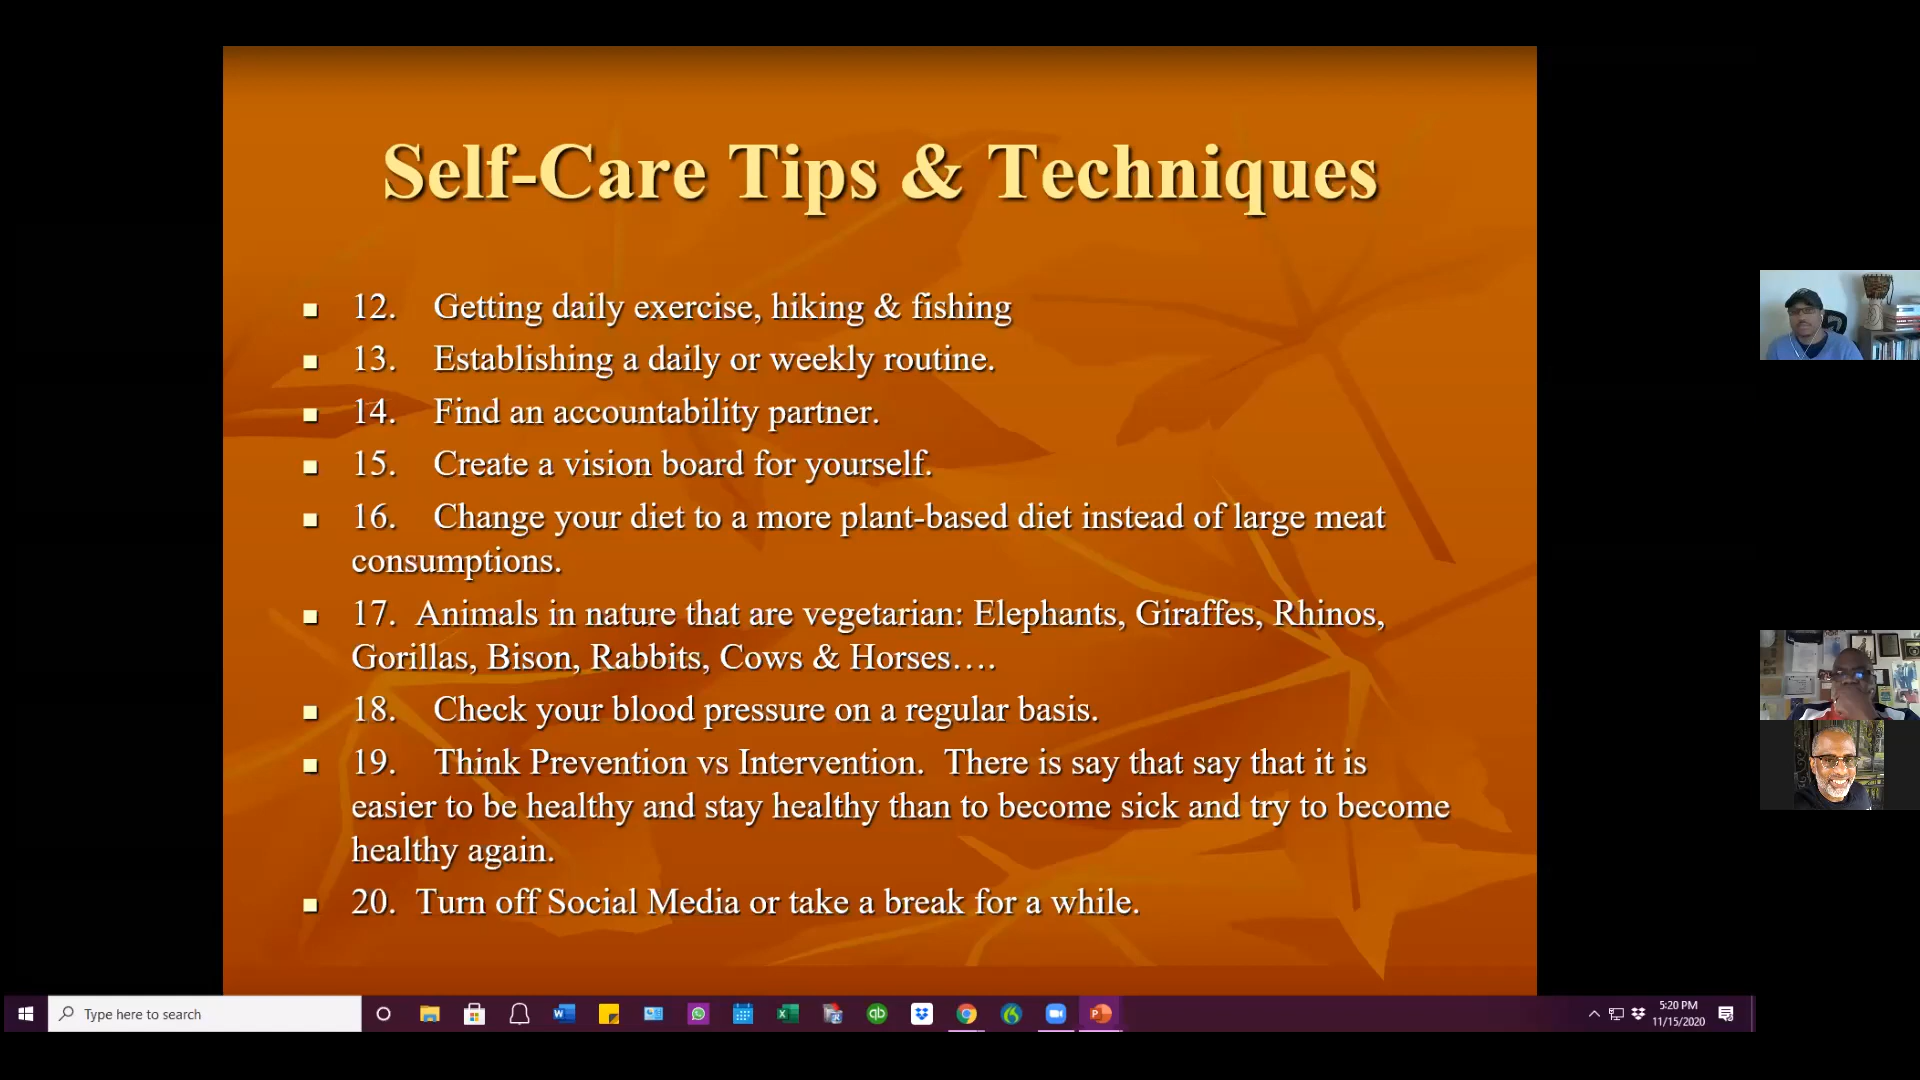 Self-Care Tips & Techniques
12. Getting daily exercise, hiking & fishing
13. Establishing a daily or weekly routine.
14. Find an accountability partner.
15. Create a vision board for yourself.
16. Change your diet to a more plant-based diet instead of large meat
consumptions.
17. Animals in nature that are vegetarian: Elephants, Giraffes, Rhinos,
Gorillas, Bison, Rabbits, Cows & Horses….
18. Check your blood pressure on a regular basis.
19. Think Prevention vs Intervention. There is say that say that it is
easier to be healthy and stay healthy than to become sick and try to become
healthy again.
20. Turn off Social Media or take a break for a while.
Type here to search
5:20 PM
11/15/2020